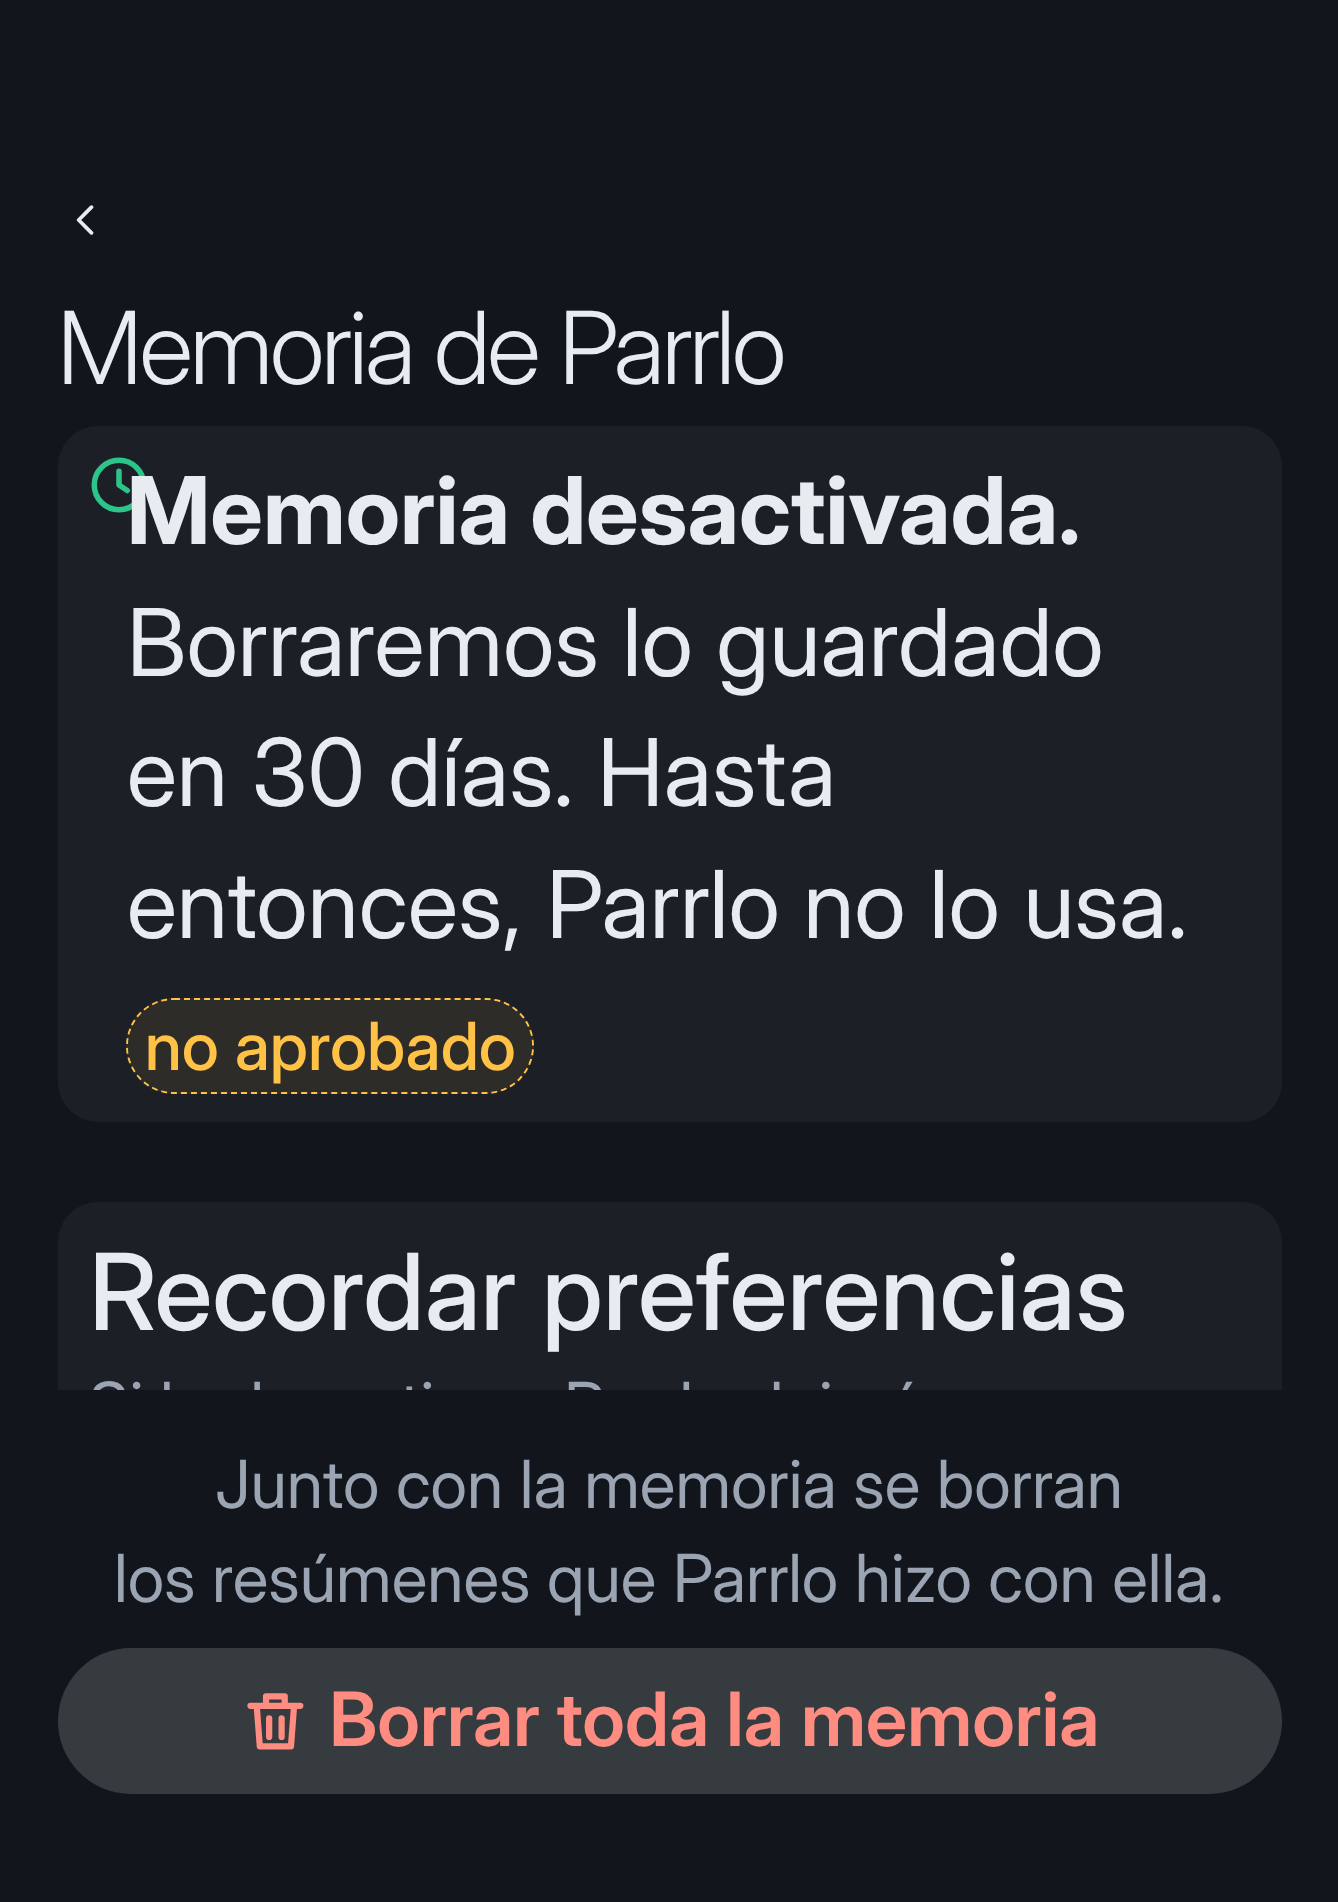 Memoria de Parrlo
Memoria desactivada.
Borraremos lo guardado
en 30 días. Hasta
entonces, Parrlo no lo usa.
no aprobado
Recordar preferencias
Junto con la memoria se borran
los resúmenes que Parrlo hizo con ella.
Borrar toda la memoria